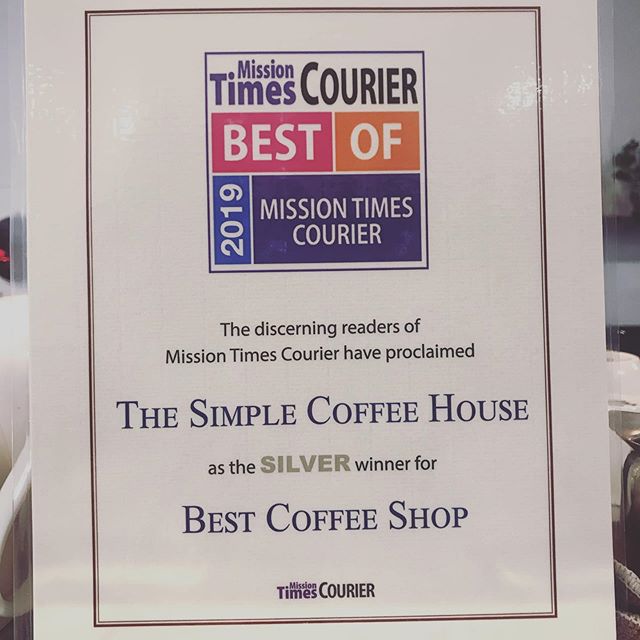 Mission
Times COURIER
BEST OF
2019
MISSION TIMES
COURIER
The discerning readers of
Mission Times Courier have proclaimed
THE SIMPLE COFFEE HOUSE
as the SILVER winner for
BEST COFFEE SHOP
Mission
Times COURIER